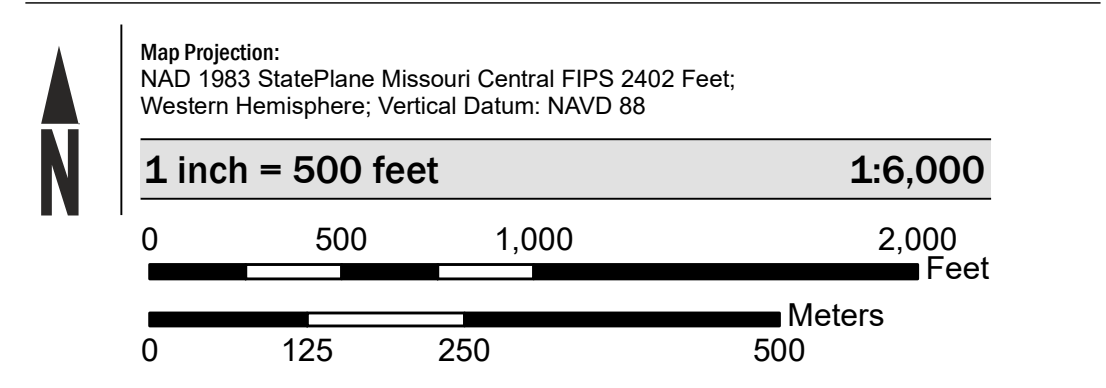 Map Projection:
NAD 1983 StatePlane Missouri Central FIPS 2402 Feet;
Western Hemisphere; Vertical Datum: NAVD 88
N
1 inch = 500 feet 1:6,000
0 500 1,000 2,000
Feet
Meters
0 125 250 500